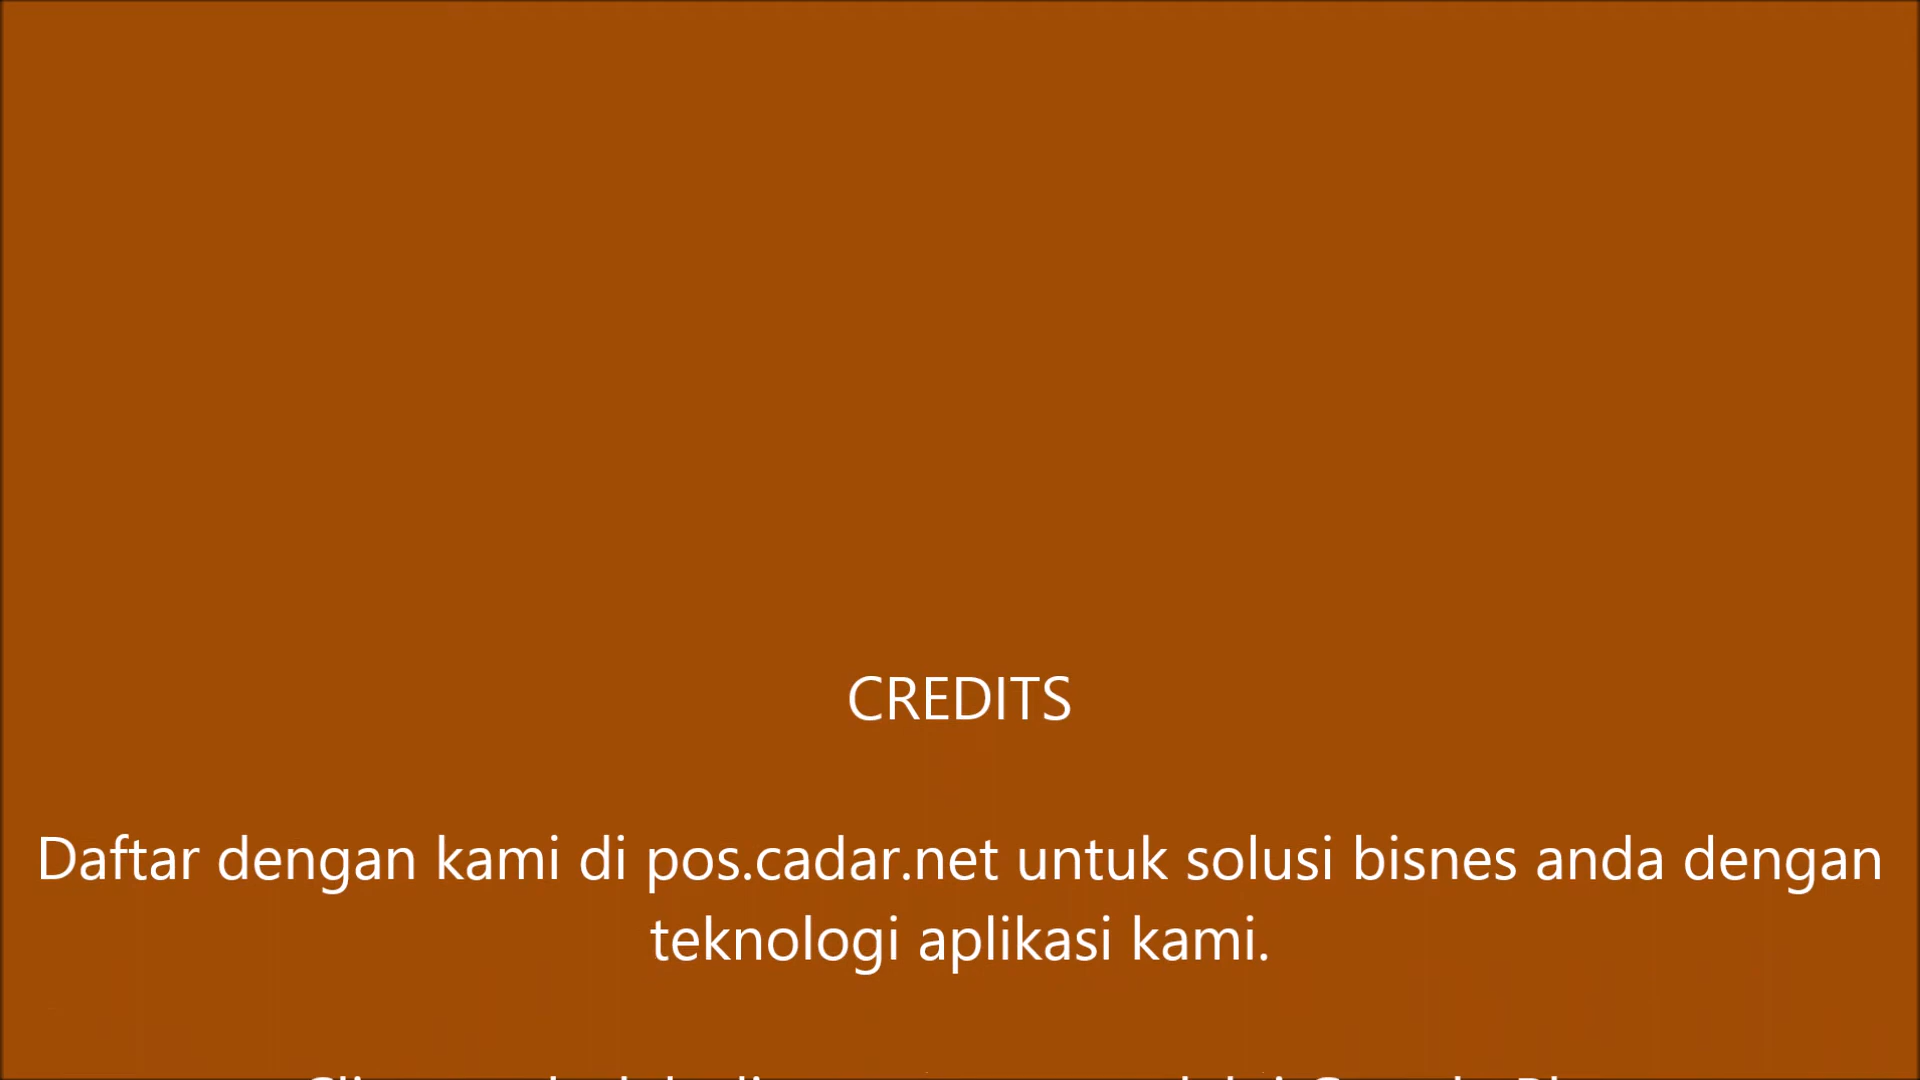 CREDITS
Daftar dengan kami di pos.cadar.net untuk solusi bisnes anda dengan
teknologi aplikasi kami.